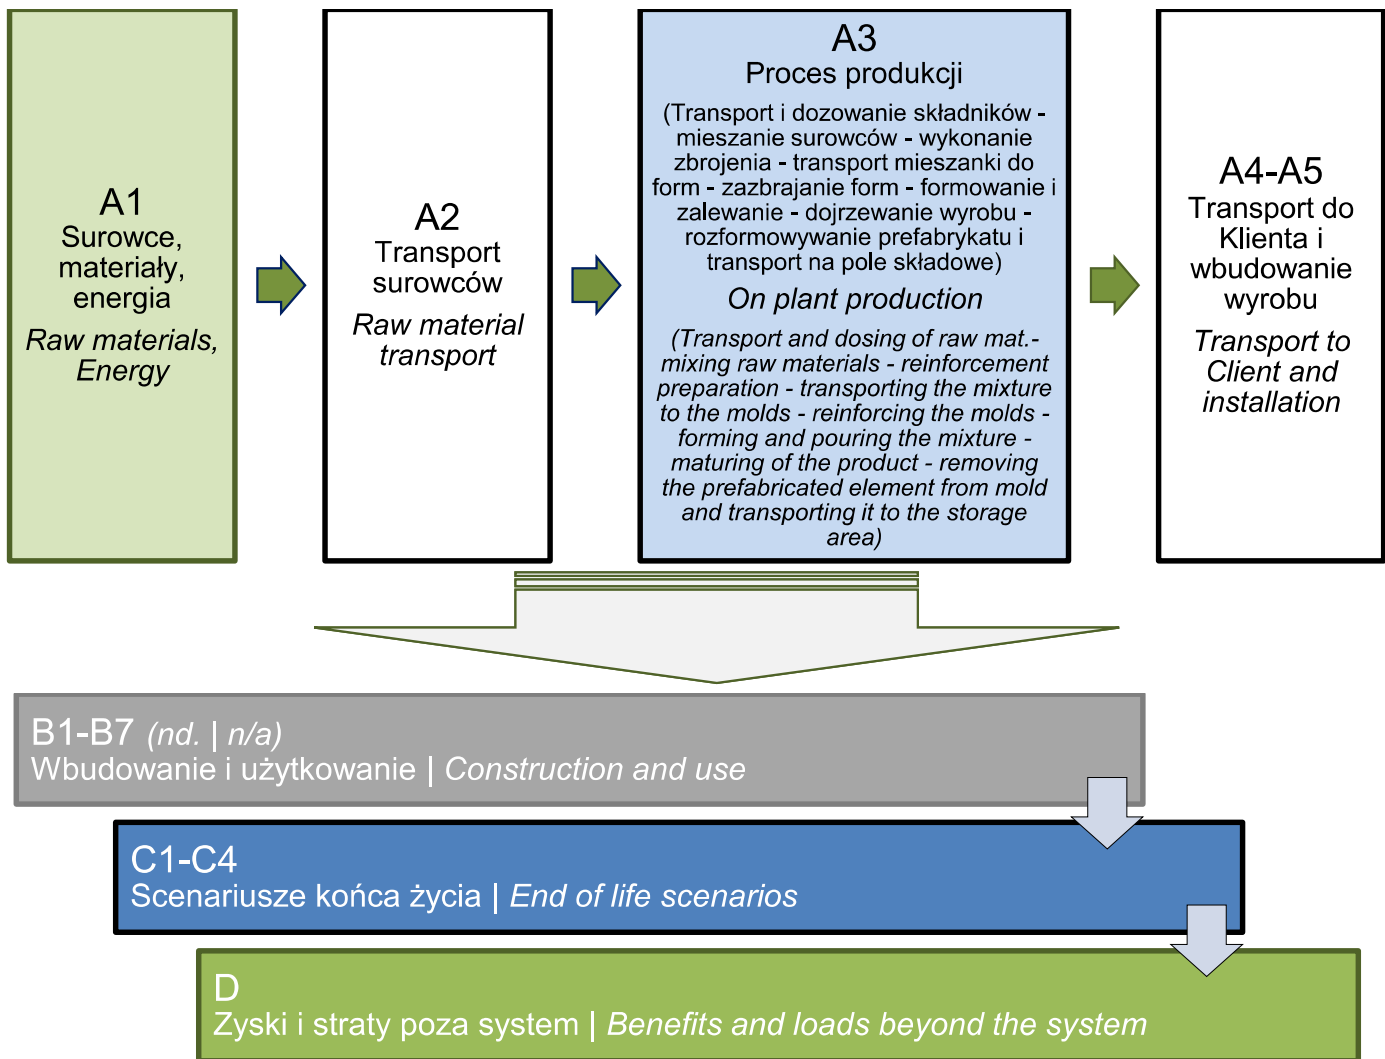 A1
Surowce,
materiały,
energia
Raw materials,
Energy
A2
Transport
surowców
Raw material
transport
A3
Proces produkcji
(Transport i dozowanie składników -
mieszanie surowców - wykonanie
zbrojenia - transport mieszanki do
form - zazbrajanie form - formowanie i
zalewanie - dojrzewanie wyrobu -
rozformowywanie prefabrykatu i
transport na pole składowe)
On plant production
(Transport and dosing of raw mat.-
mixing raw materials - reinforcement
preparation - transporting the mixture
to the molds - reinforcing the molds -
forming and pouring the mixture -
maturing of the product - removing
the prefabricated element from mold
and transporting it to the storage
area)
A4-A5
Transport do
Klienta i
wbudowanie
wyrobu
Transport to
Client and
installation
B1-B7 (nd. | n/a)
Wbudowanie i użytkowanie | Construction and use
C1-C4
Scenariusze końca życia | End of life scenarios
D
Zyski i straty poza system | Benefits and loads beyond the system